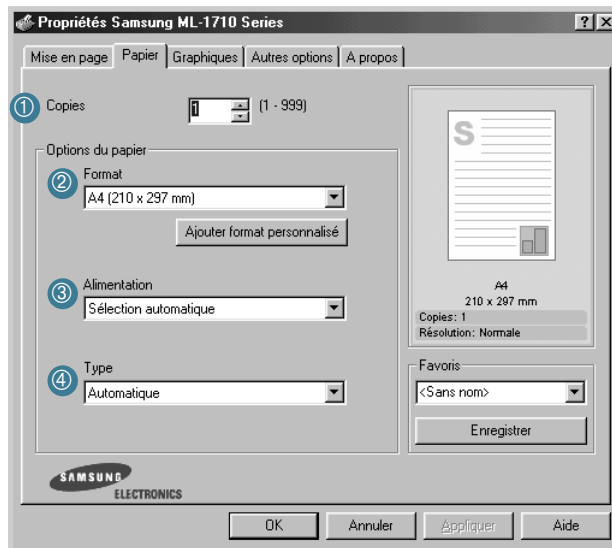 Propriétés Samsung ML-1710 Series
Mise en page Papier Graphiques Autres options A propos
1 Copies 1 (1 - 999)
Options du papier
2 Format
A4 (210 x 297 mm)
Ajouter format personnalisé
3 Alimentation
Sélection automatique
4 Type
Automatique
S
A4
210 x 297 mm
Copies: 1
Résolution: Normale
Favoris
<Sans nom>
Enregistrer
SAMSUNG
ELECTRONICS
OK Annuler Appliquer Aide